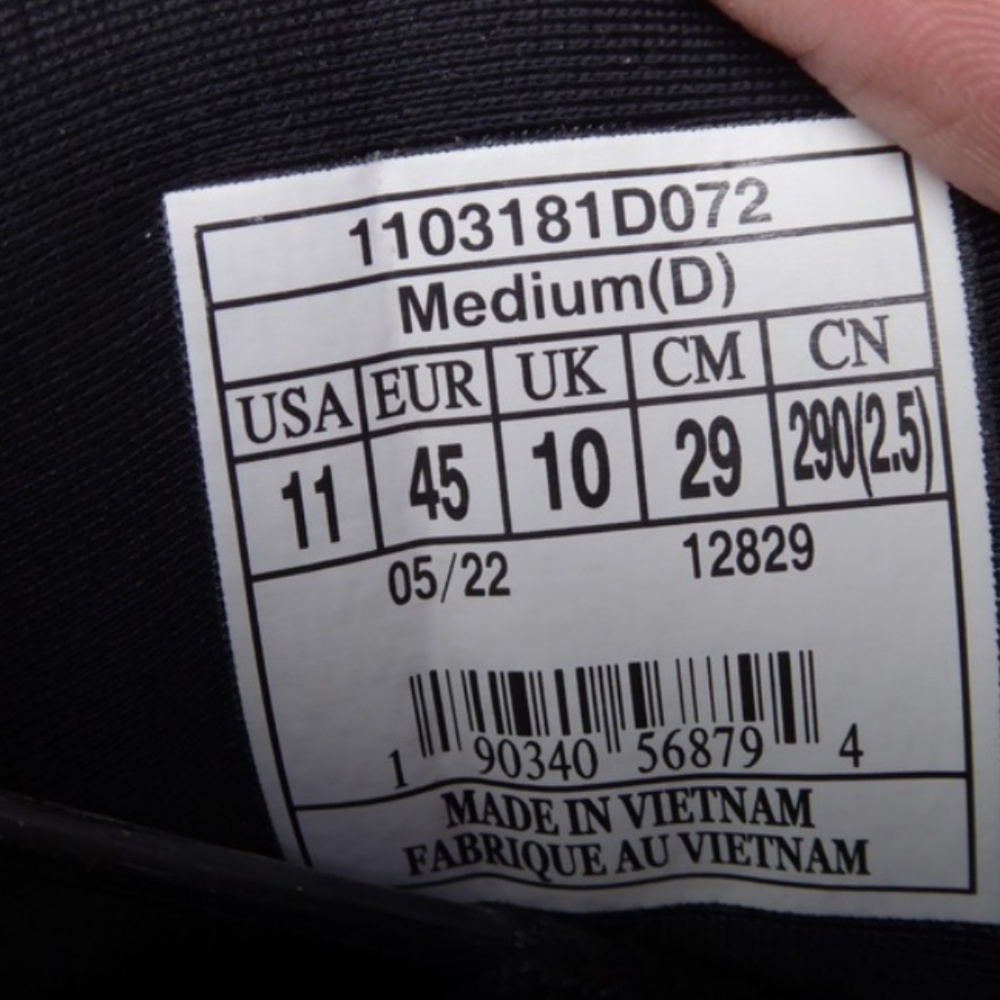 1103181D072
Medium(D)
USA EUR UK CM CN
11 45 10 29 290(2.5)
05/22 12829
1 90340 56879 4
MADE IN VIETNAM
FABRIQUE AU VIETNAM